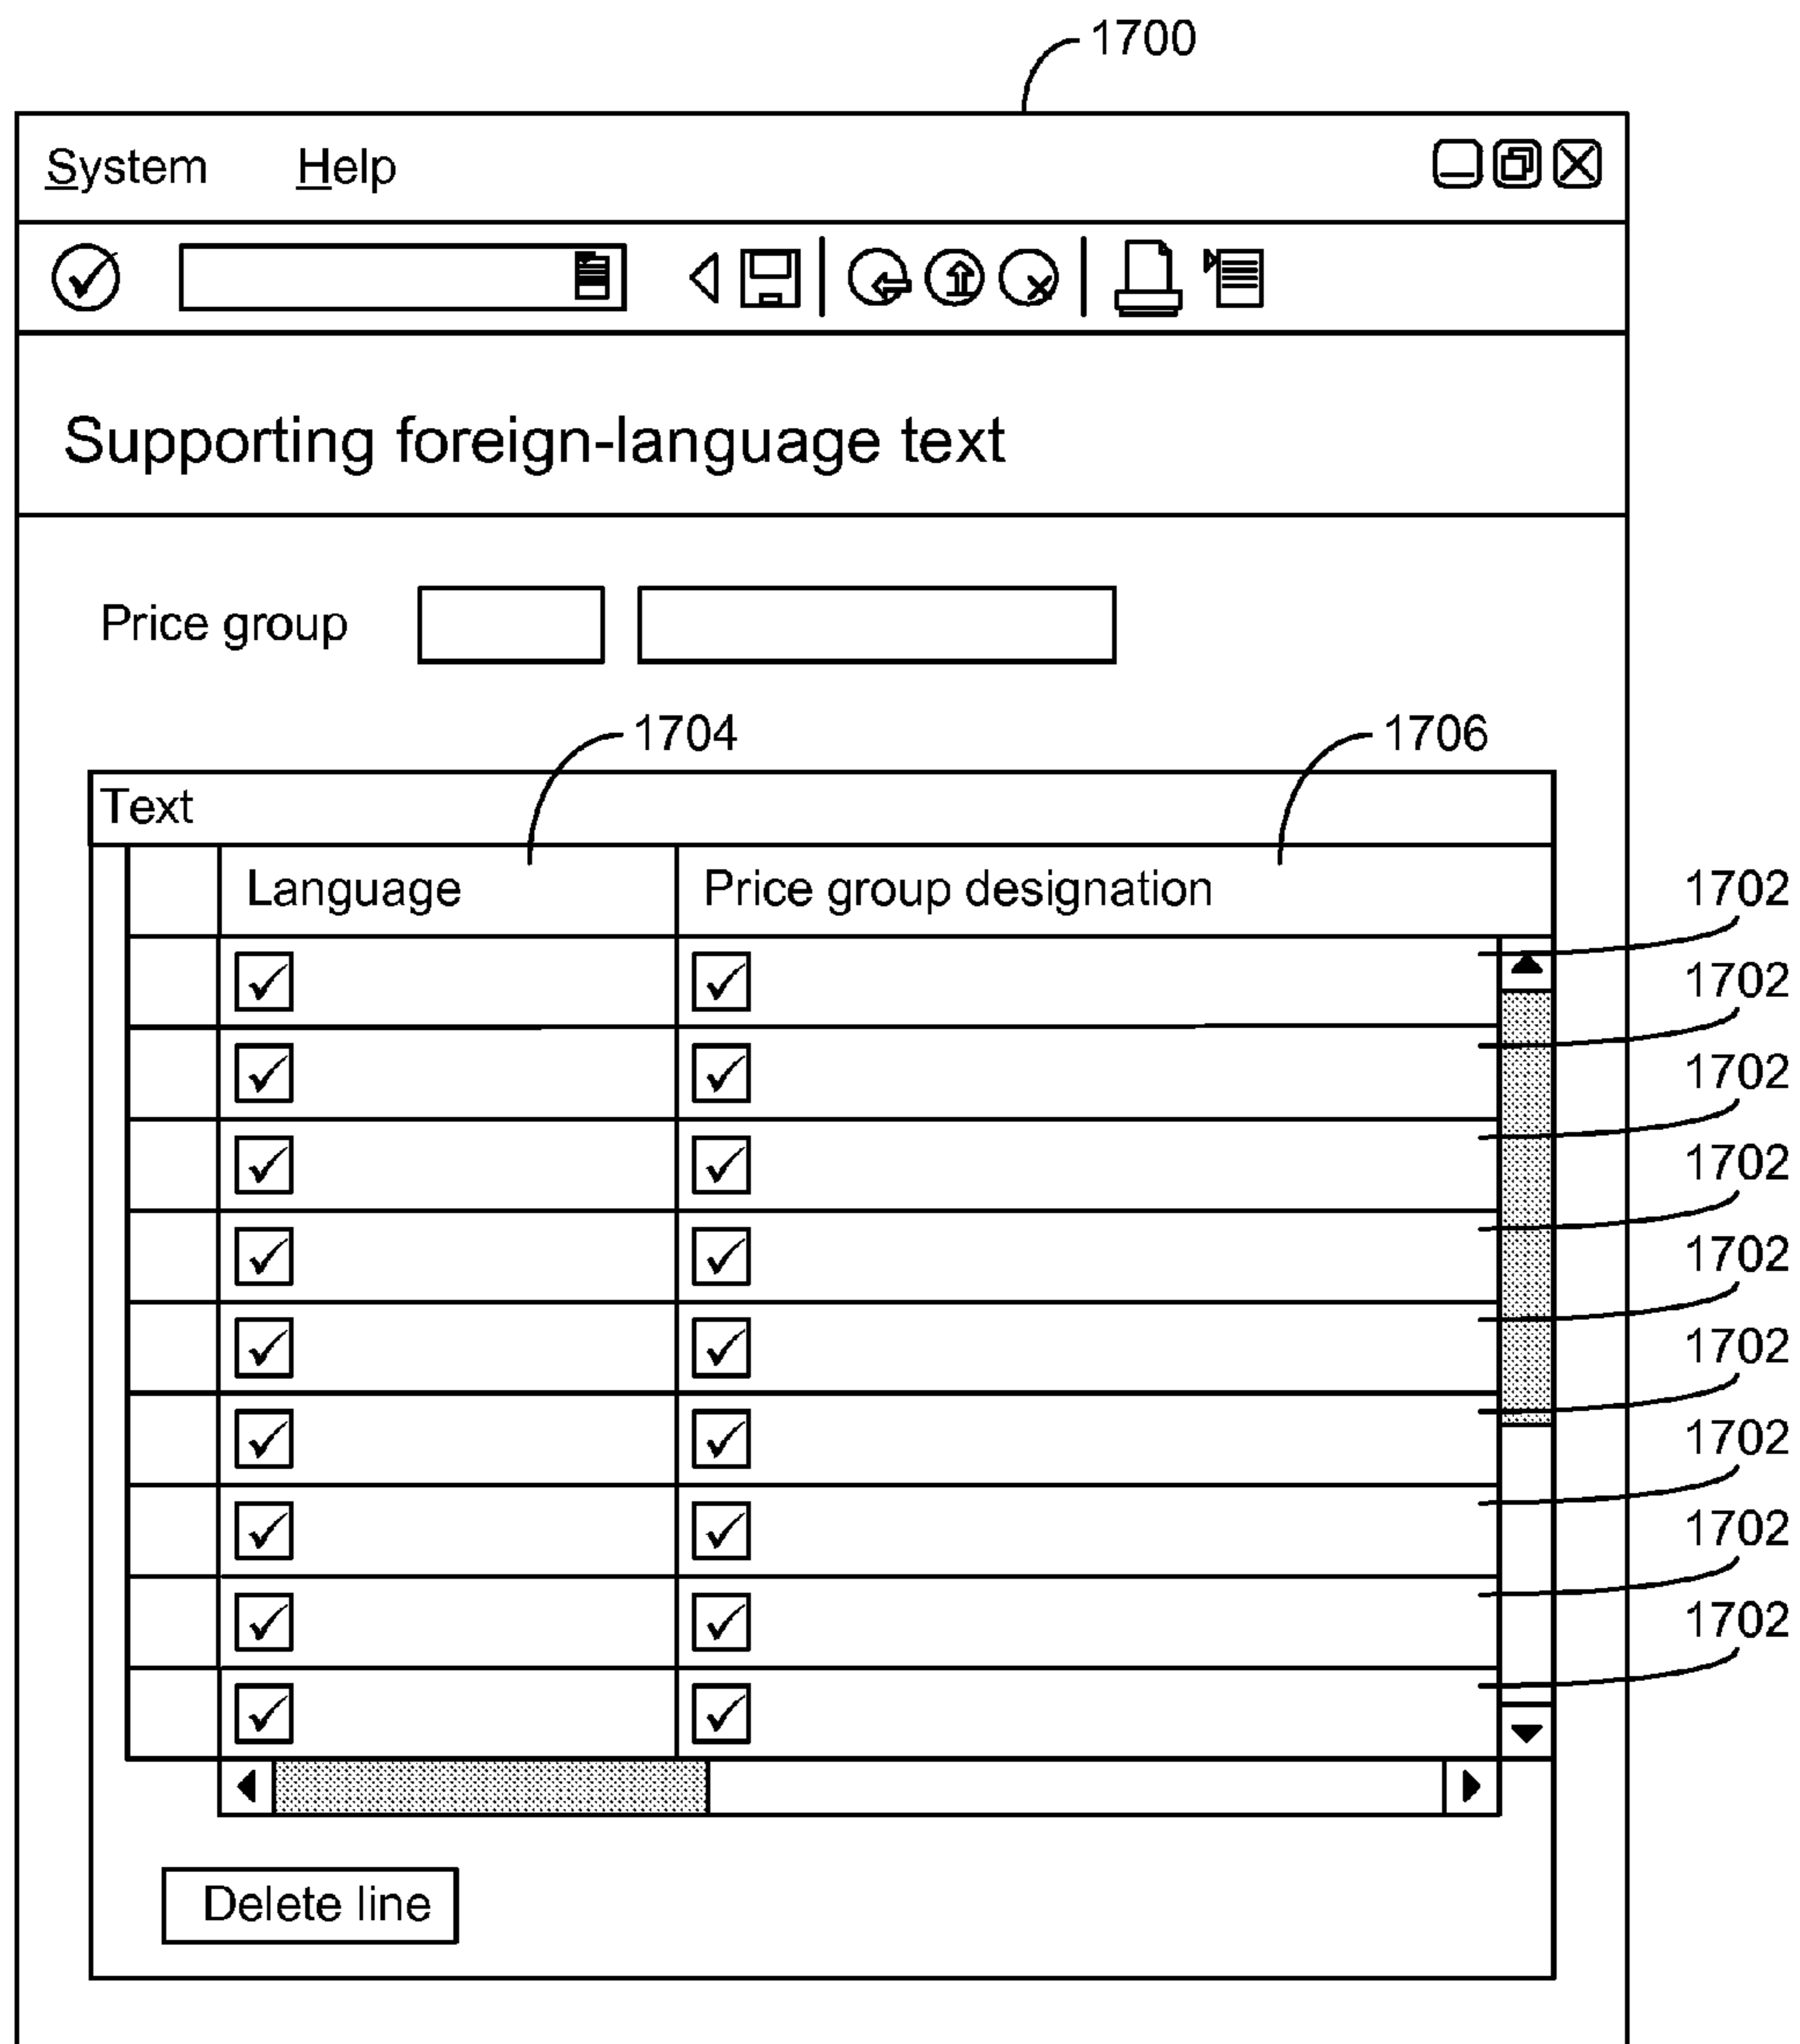 1700
System Help
Supporting foreign-language text
Price group
1704 1706
Text
Language Price group designation
1702
1702
1702
1702
1702
1702
1702
1702
1702
Delete line